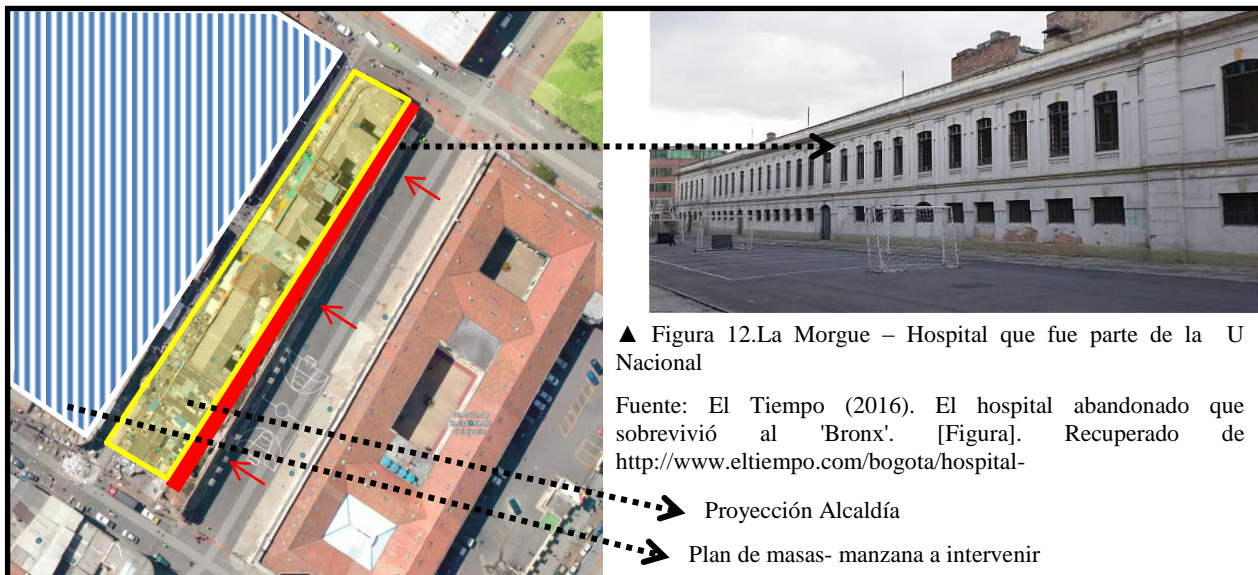 ▲ Figura 12.La Morgue – Hospital que fue parte de la U
Nacional
Fuente: El Tiempo (2016). El hospital abandonado que
sobrevivió al 'Bronx'. [Figura]. Recuperado de
http://www.eltiempo.com/bogota/hospital-
Proyección Alcaldía
Plan de masas- manzana a intervenir